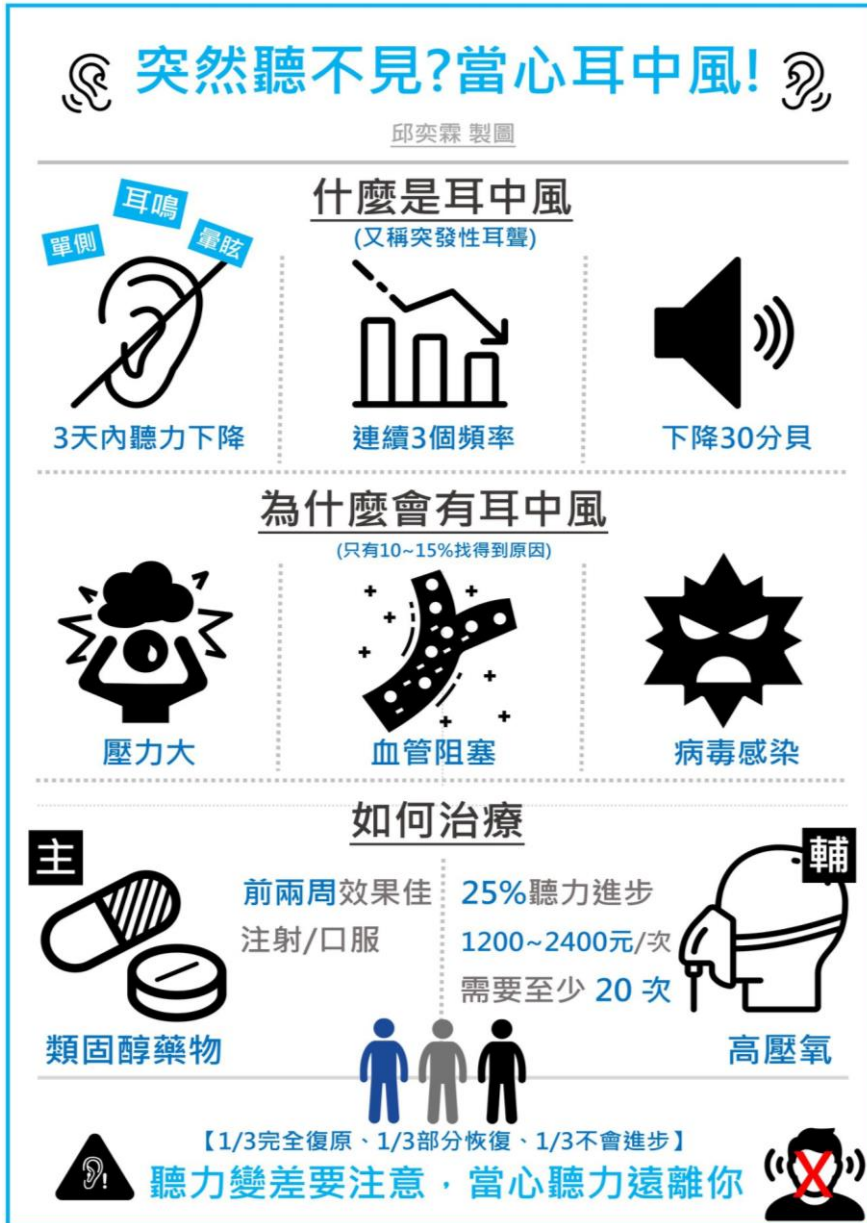 突然聽不見?當心耳中風!
邱奕霖 製圖
什麼是耳中風
(又稱突發性耳聾)
單側
耳鳴
暈眩
3天內聽力下降
連續3個頻率
下降30分貝
為什麼會有耳中風
(只有10~15%找得到原因)
壓力大
血管阻塞
病毒感染
如何治療
主
前兩周效果佳
注射/口服
類固醇藥物
輔
25%聽力進步
1200~2400元/次
需要至少 20 次
高壓氧
【1/3完全復原、1/3部分恢復、1/3不會進步】
聽力變差要注意，當心聽力遠離你